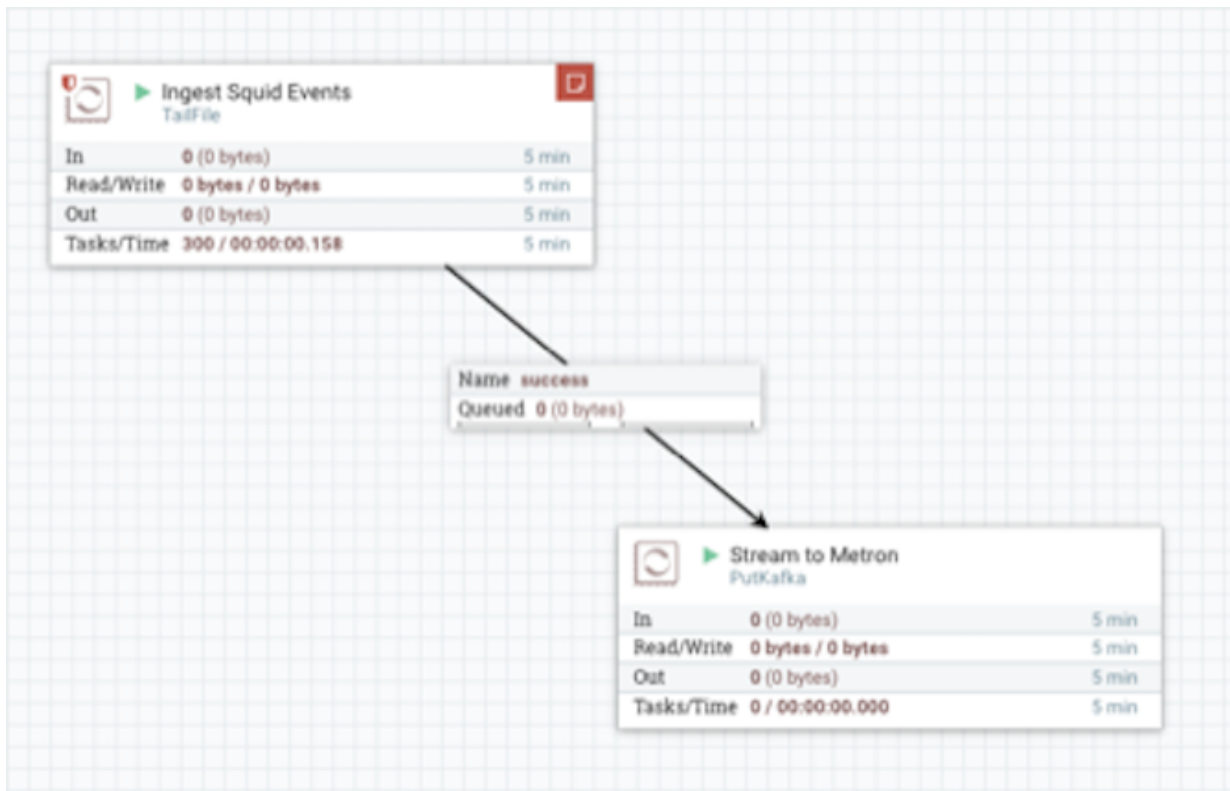 Ingest Squid Events
TailFile
In 0 (0 bytes) 5 min
Read/Write 0 bytes / 0 bytes 5 min
Out 0 (0 bytes) 5 min
Tasks/Time 300 / 00:00:00.158 5 min
Name success
Queued 0 (0 bytes)
Stream to Metron
PutKafka
In 0 (0 bytes) 5 min
Read/Write 0 bytes / 0 bytes 5 min
Out 0 (0 bytes) 5 min
Tasks/Time 0 / 00:00:00.000 5 min